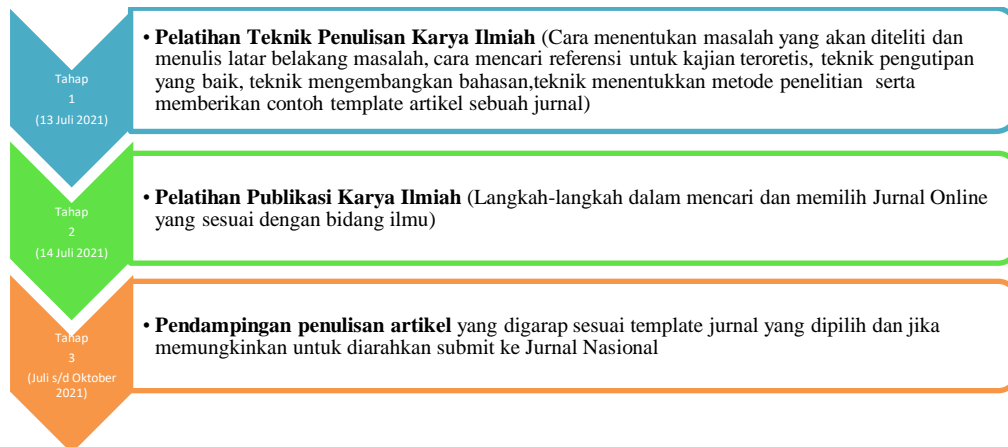 Tahap
1
(13 Juli 2021)
• Pelatihan Teknik Penulisan Karya Ilmiah (Cara menentukan masalah yang akan diteliti dan
menulis latar belakang masalah, cara mencari referensi untuk kajian teroretis, teknik pengutipan
yang baik, teknik mengembangkan bahasan,teknik menentukkan metode penelitian serta
memberikan contoh template artikel sebuah jurnal)
Tahap
2
(14 Juli 2021)
• Pelatihan Publikasi Karya Ilmiah (Langkah-langkah dalam mencari dan memilih Jurnal Online
yang sesuai dengan bidang ilmu)
Tahap
3
(Juli s/d Oktober
2021)
• Pendampingan penulisan artikel yang digarap sesuai template jurnal yang dipilih dan jika
memungkinkan untuk diarahkan submit ke Jurnal Nasional